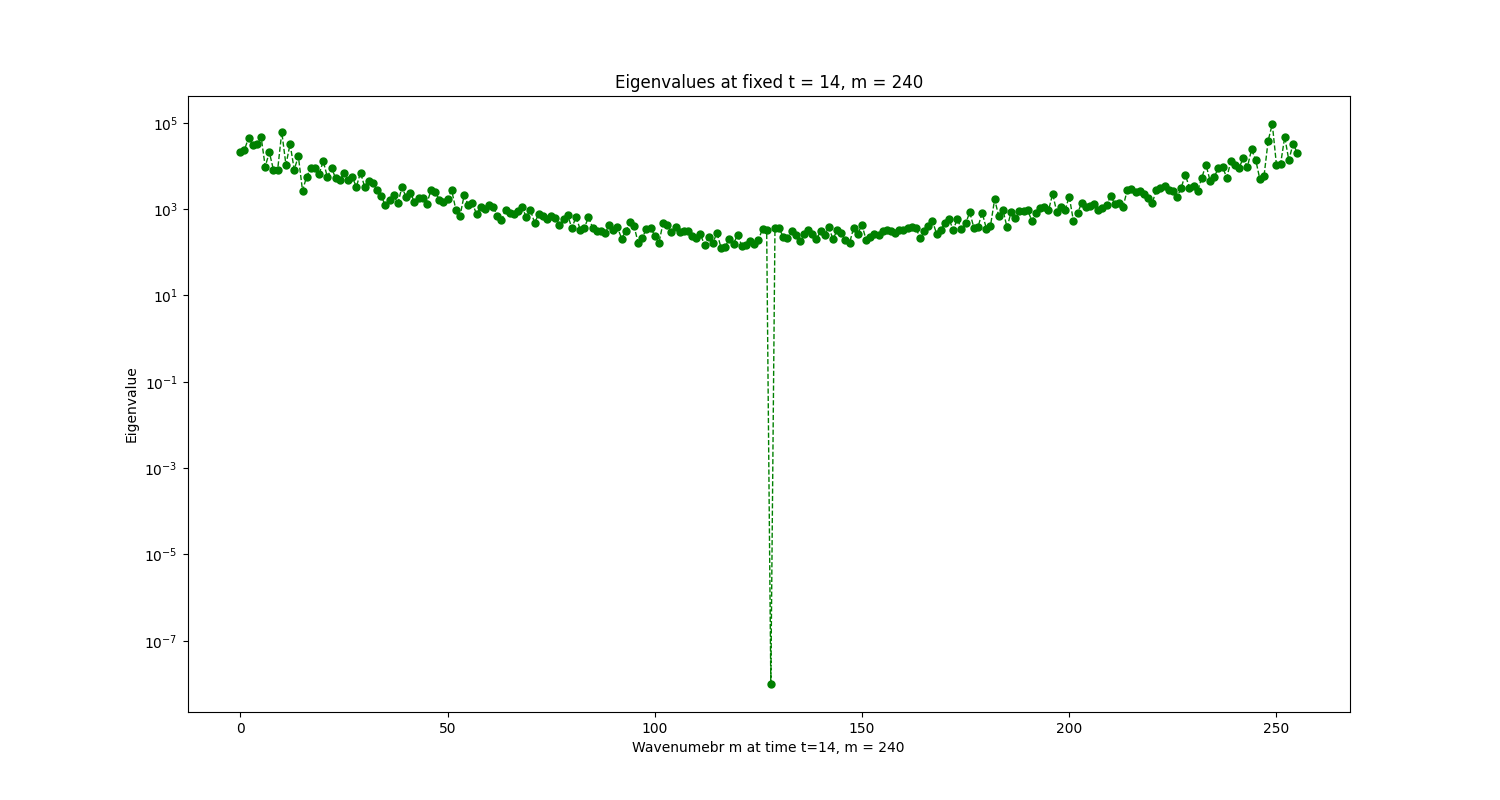 Eigenvalues at fixed t = 14, m = 240
10^5
10^3
10^1
10^-1
10^-3
10^-5
10^-7
Eigenvalue
0 50 100 150 200 250
Wavenumebr m at time t=14, m = 240